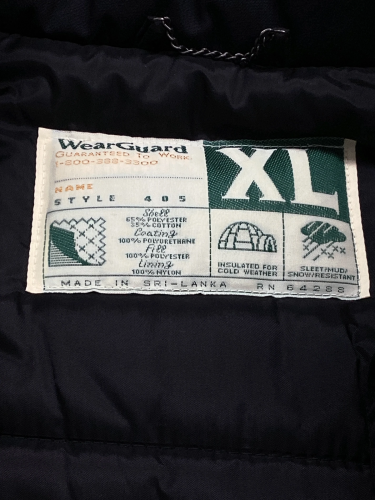 WearGuard
GUARANTEED TO WORK.
1-800-388-3300
XL
NAME
STYLE 405
Shell
65% POLYESTER
35% COTTON
Coating
100% POLYURETHANE
Fill
100% POLYESTER
Lining
100% NYLON
INSULATED FOR
COLD WEATHER
SLEET/MUD/
SNOW/RESISTANT
MADE IN SRI-LANKA RN 64288